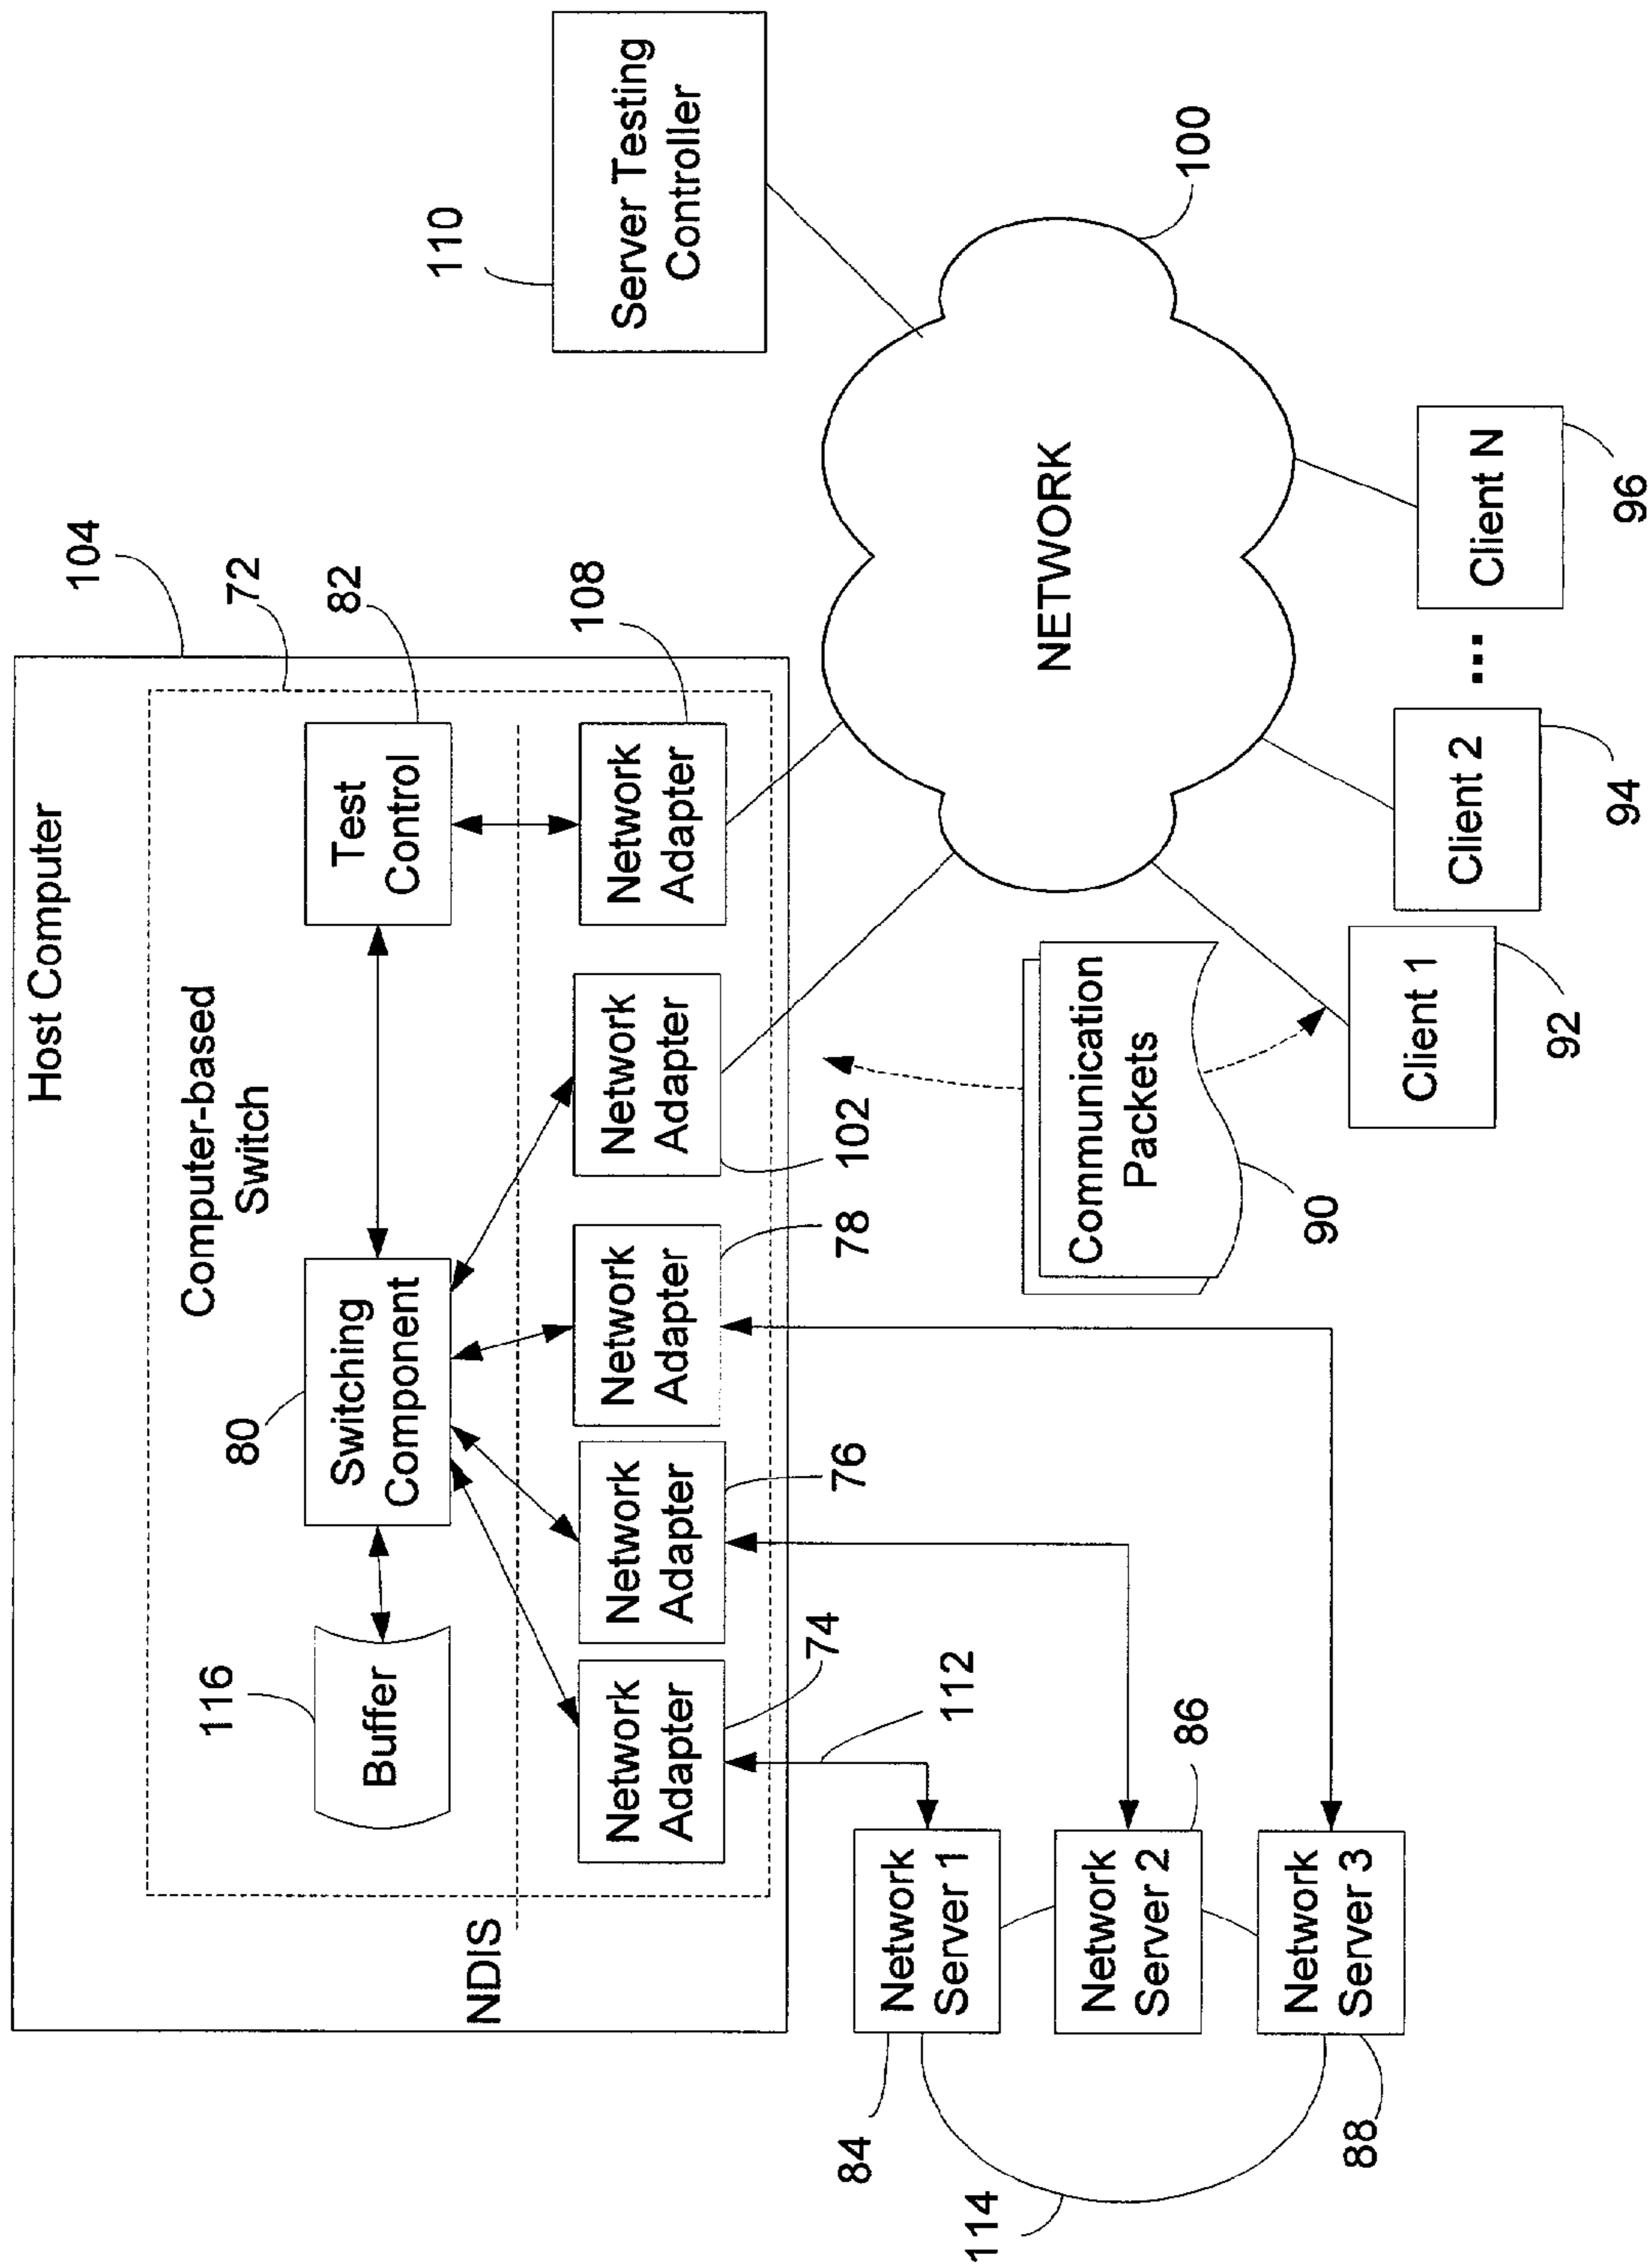 Host Computer
104
Computer-based
Switch
72
116
Buffer
80
Switching
Component
82
Test
Control
NDIS
Network
Adapter
74
Network
Adapter
76
Network
Adapter
78
Network
Adapter
102
Network
Adapter
108
110
Server Testing
Controller
112
84
Network
Server 1
86
Network
Server 2
Network
Server 3
88
114
Communication
Packets
90
NETWORK
100
Client 1
92
Client 2
94
...
Client N
96